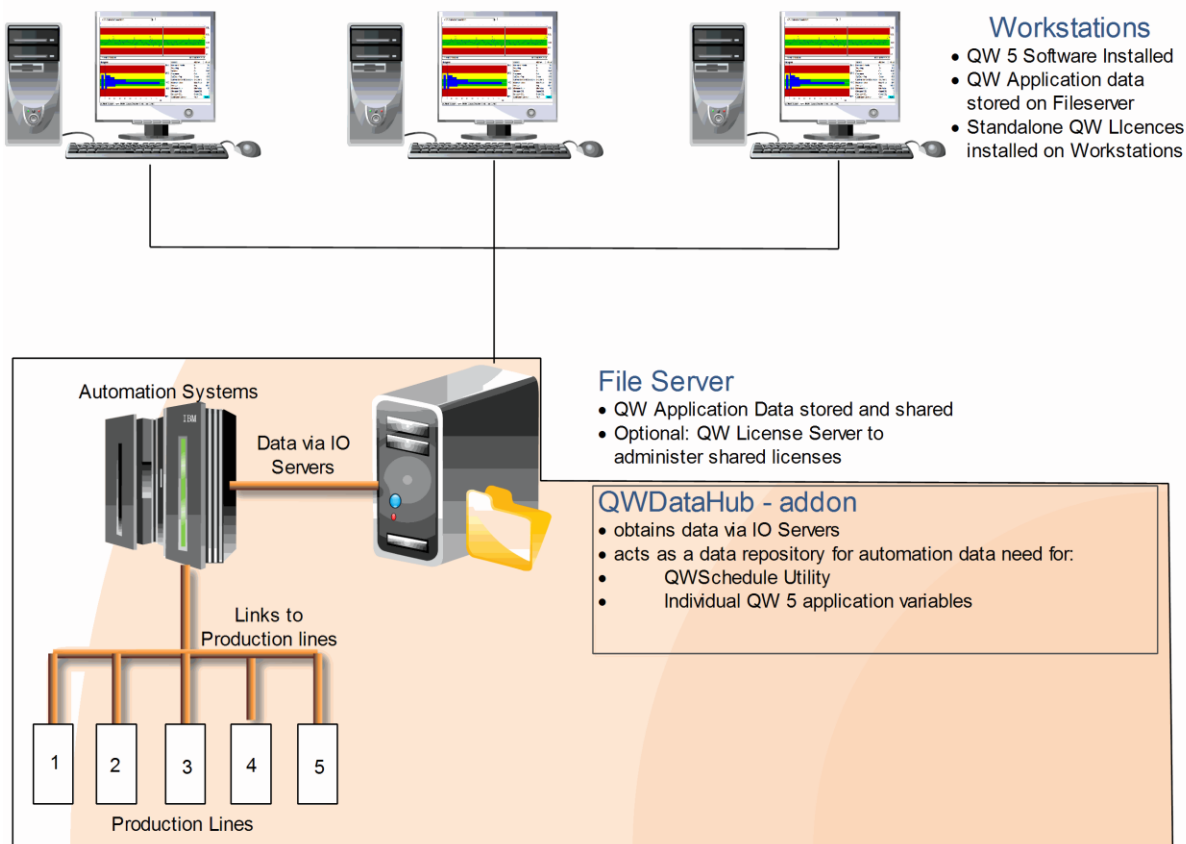 Workstations
• QW 5 Software Installed
• QW Application data
stored on Fileserver
• Standalone QW LIcences
installed on Workstations
File Server
• QW Application Data stored and shared
• Optional: QW License Server to
administer shared licenses
Automation Systems
IBM
Data via IO
Servers
QWDataHub - addon
• obtains data via IO Servers
• acts as a data repository for automation data need for:
• QWSchedule Utility
• Individual QW 5 application variables
Links to
Production lines
1
2
3
4
5
Production Lines